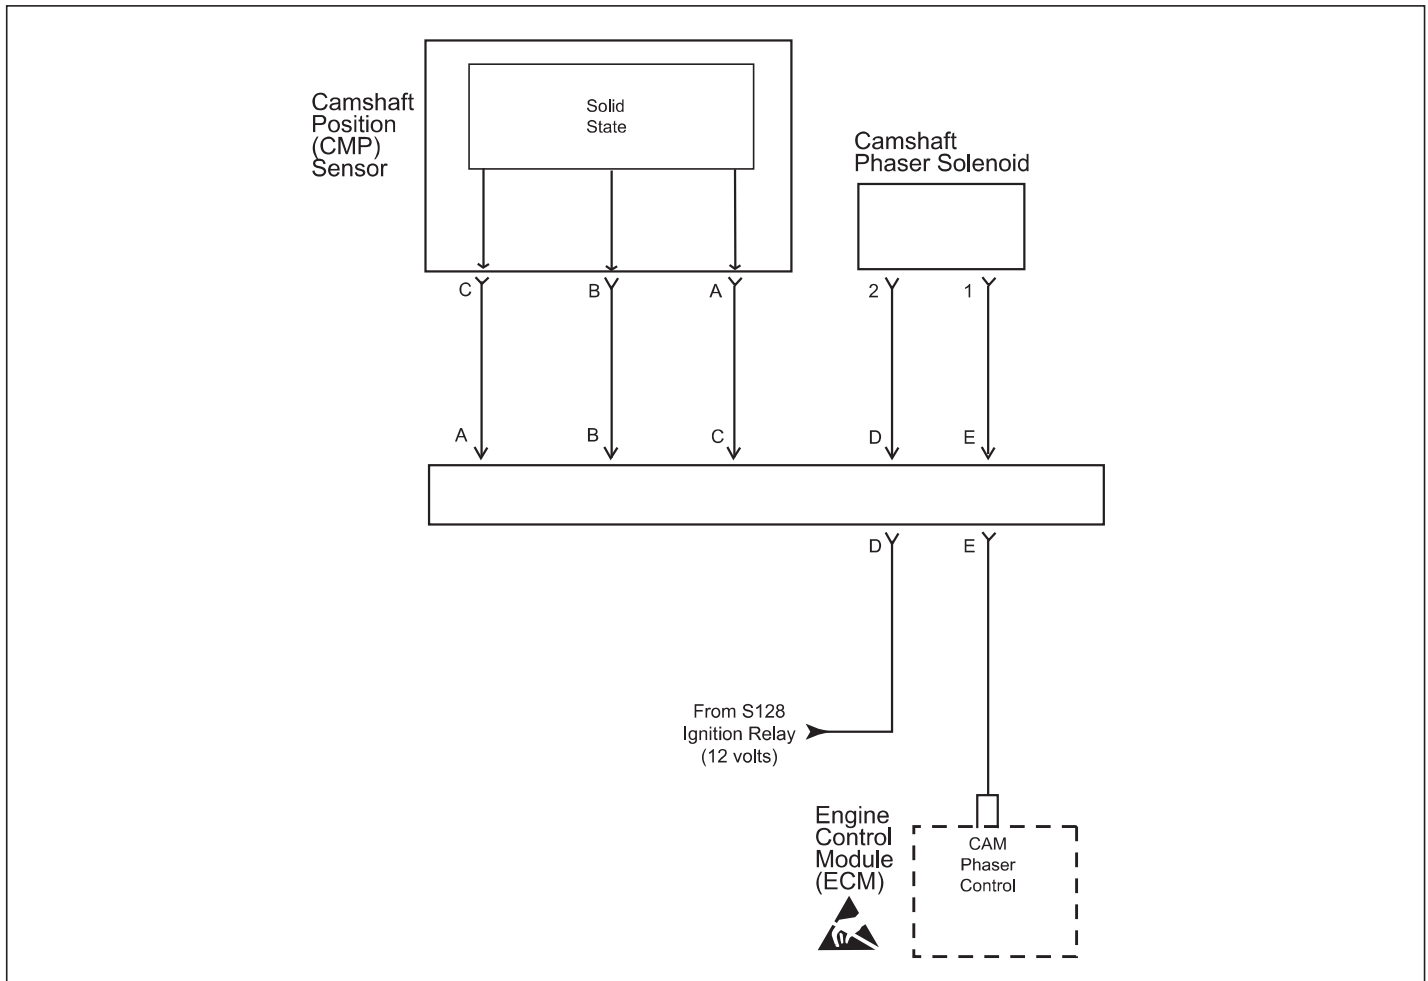 Camshaft
Position
(CMP)
Sensor
Solid
State
Camshaft
Phaser Solenoid
C
B
A
2
1
A
B
C
D
E
D
E
From S128
Ignition Relay
(12 volts)
Engine
Control
Module
(ECM)
CAM
Phaser
Control